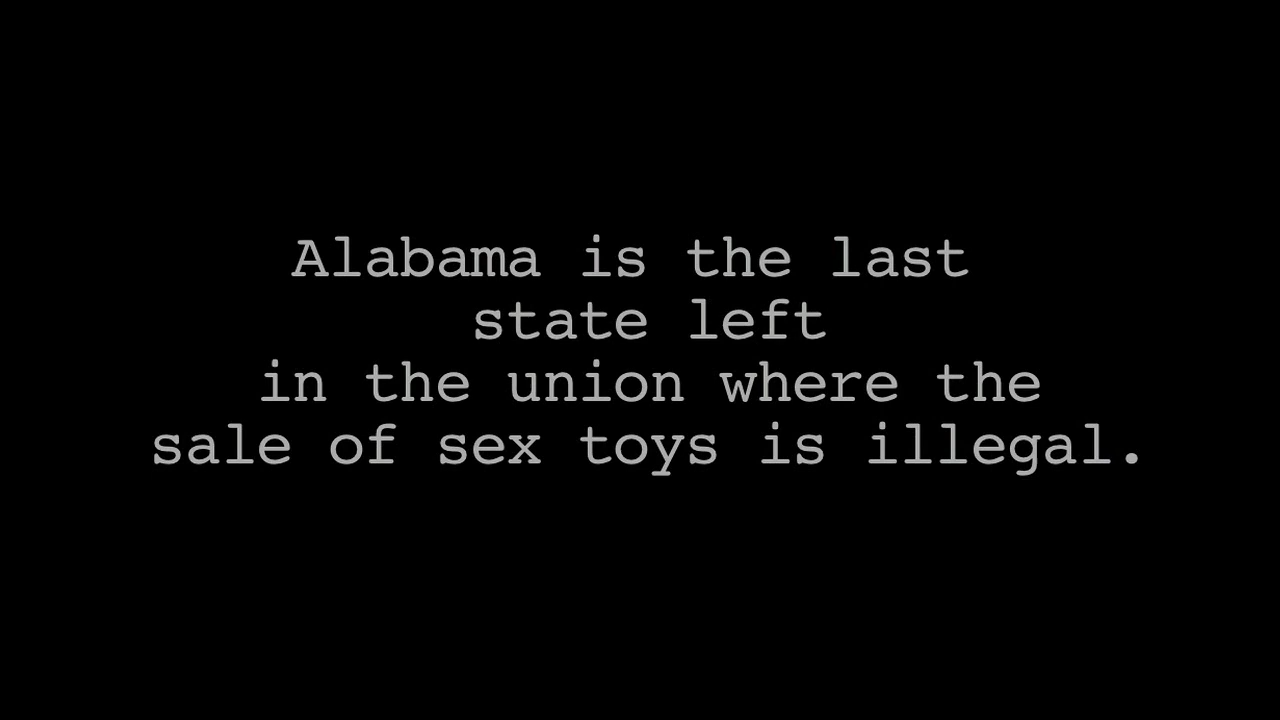 Alabama is the last
state left
in the union where the
sale of sex toys is illegal.